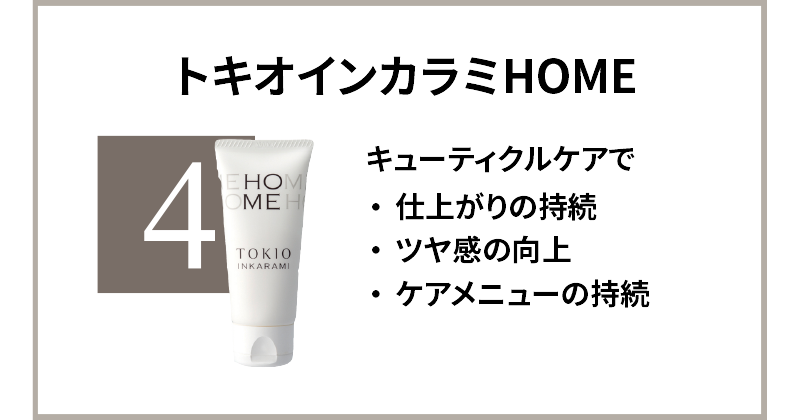 トキオインカラミHOME
4
EHOM
OME H
TOKIO
INKARAMI
キューティクルケアで
・ 仕上がりの持続
・ ツヤ感の向上
・ ケアメニューの持続